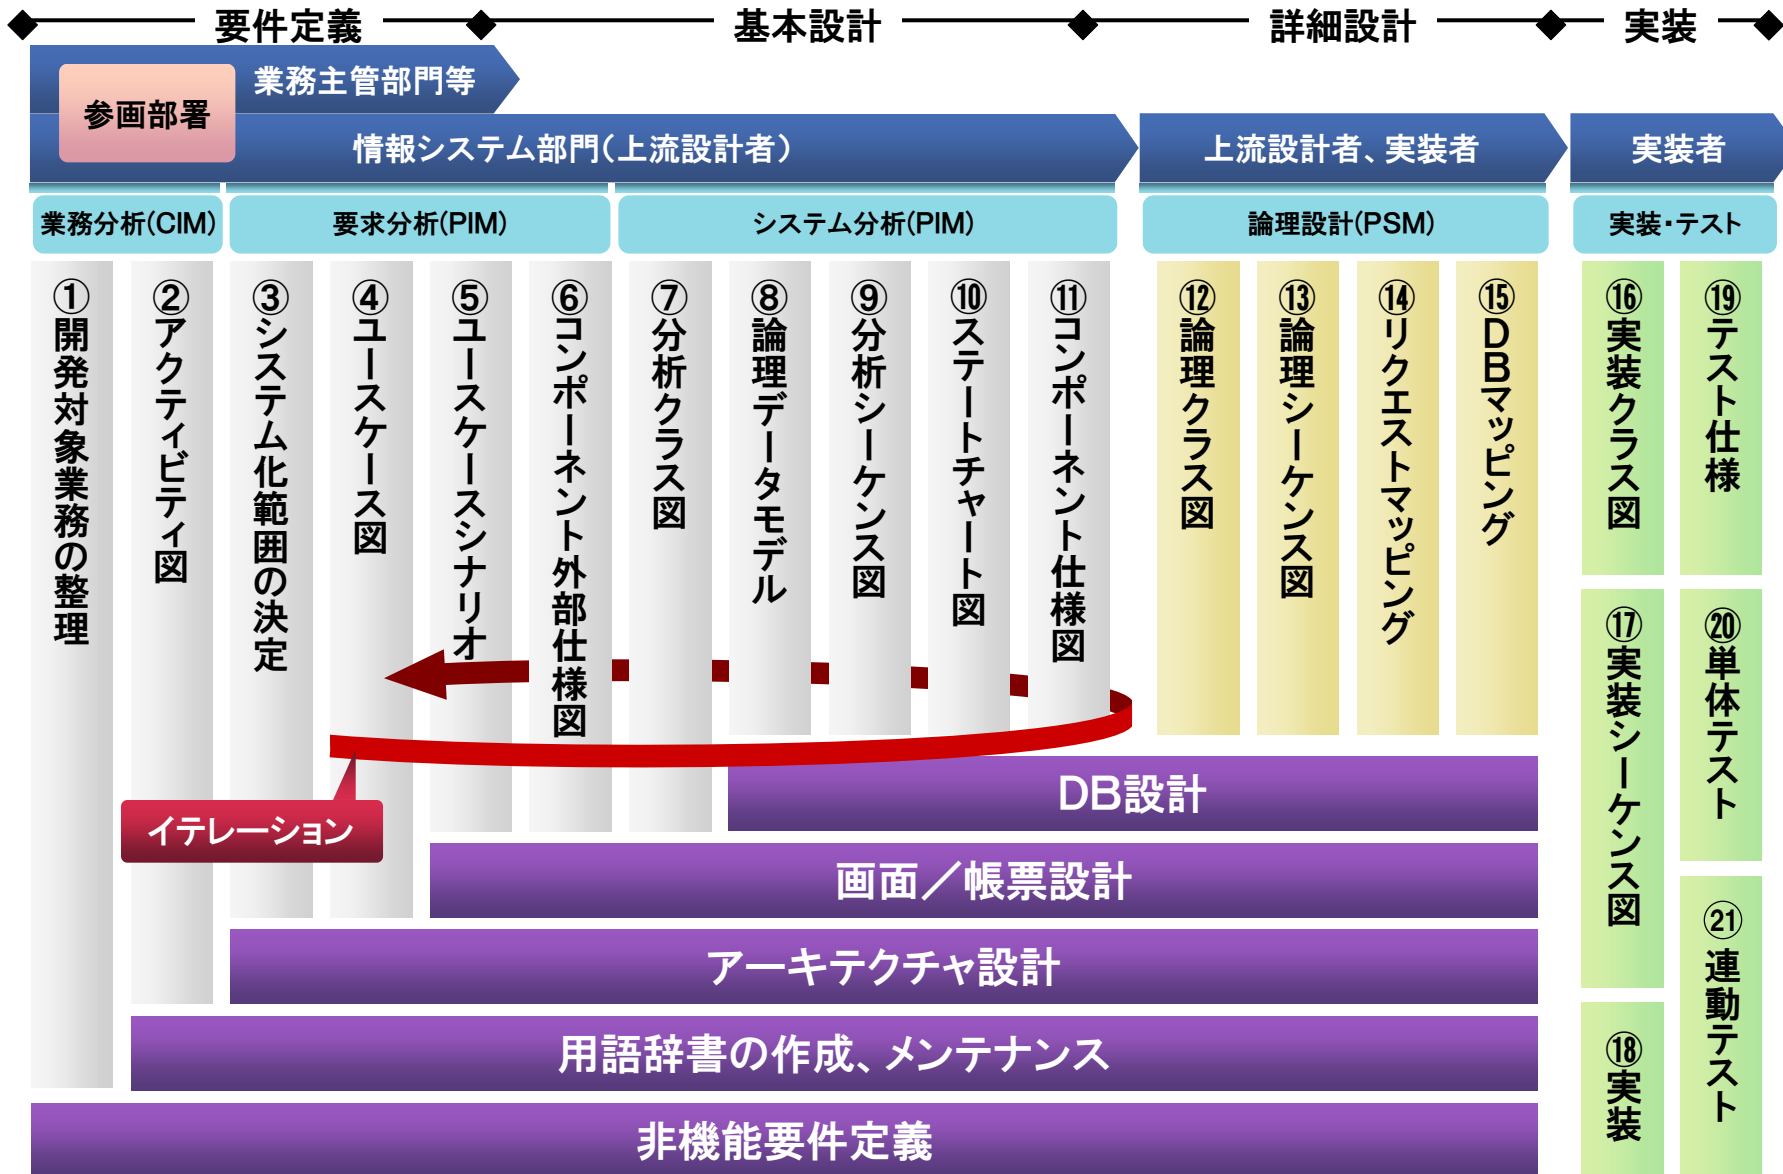 要件定義
基本設計
詳細設計
実装
業務主管部門等
参画部署
情報システム部門（上流設計者）
上流設計者、実装者
実装者
業務分析(CIM)
要求分析(PIM)
システム分析(PIM)
論理設計(PSM)
実装・テスト
①開発対象業務の整理
②アクティビティ図
③システム化範囲の決定
④ユースケース図
⑤ユースケースシナリオ
⑥コンポーネント外部仕様図
⑦分析クラス図
⑧論理データモデル
⑨分析シーケンス図
⑩ステートチャート図
⑪コンポーネント仕様図
⑫論理クラス図
⑬論理シーケンス図
⑭リクエストマッピング
⑮DBマッピング
⑯実装クラス図
⑰実装シーケンス図
⑱実装
⑲テスト仕様
⑳単体テスト
㉑連動テスト
イテレーション
DB設計
画面／帳票設計
アーキテクチャ設計
用語辞書の作成、メンテナンス
非機能要件定義